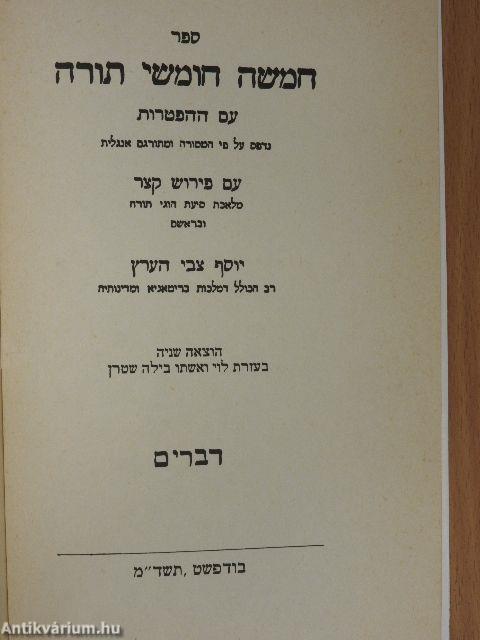 ספר
חמשה חומשי תורה
עם ההפטרות
נדפס על פי המסורה ומתורגם אנגלית
עם פירוש קצר
מלאכת סיעת הוגי תורה
ובראשם
יוסף צבי הערץ
רב הכולל דמלכות בריטאניא ומדינותיה
הוצאה שניה
בעזרת לוי ואשתו בילה שטרן
דברים
בודפשט ,תשד״מ
Antikvárium.hu